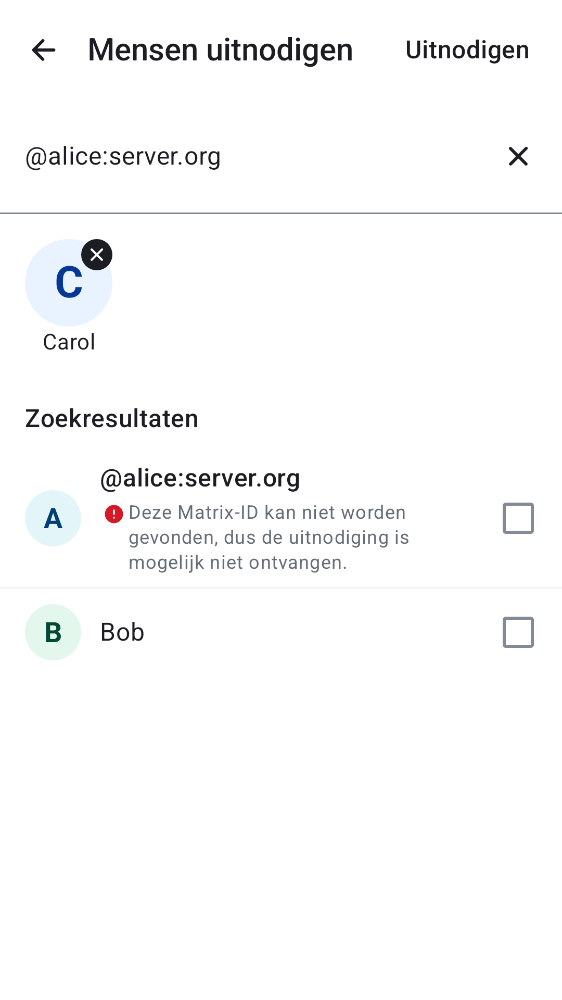 Mensen uitnodigen Uitnodigen
@alice:server.org
C
Carol
Zoekresultaten
@alice:server.org
A
Deze Matrix-ID kan niet worden
gevonden, dus de uitnodiging is
mogelijk niet ontvangen.
B Bob